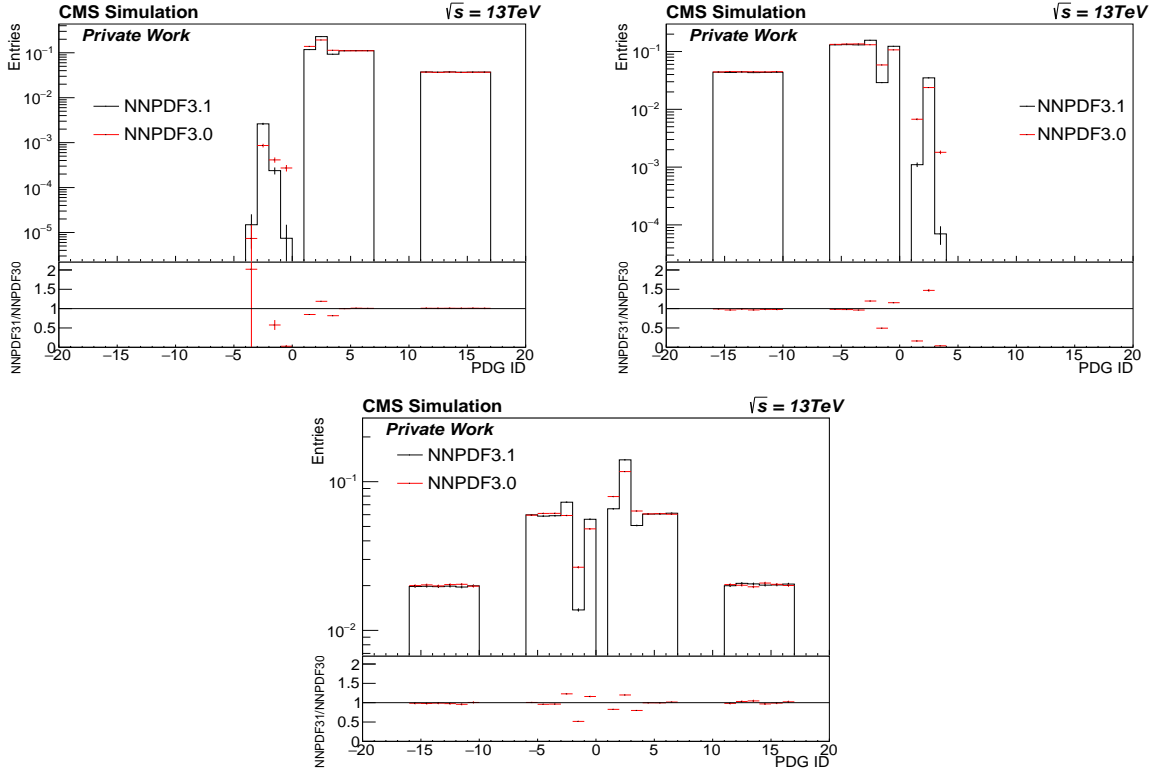 CMS Simulation √s = 13TeV
Private Work
Entries
10⁻¹
10⁻²
10⁻³
10⁻⁴
10⁻⁵
NNPDF3.1
NNPDF3.0
NNPDF31/NNPDF30
2
1.5
1
0.5
0
−20 −15 −10 −5 0 5 10 15 20
PDG ID
CMS Simulation √s = 13TeV
Private Work
Entries
10⁻¹
10⁻²
10⁻³
10⁻⁴
NNPDF3.1
NNPDF3.0
NNPDF31/NNPDF30
2
1.5
1
0.5
0
−20 −15 −10 −5 0 5 10 15 20
PDG ID
CMS Simulation √s = 13TeV
Private Work
Entries
NNPDF3.1
NNPDF3.0
10⁻¹
10⁻²
NNPDF31/NNPDF30
2
1.5
1
0.5
0
−20 −15 −10 −5 0 5 10 15 20
PDG ID